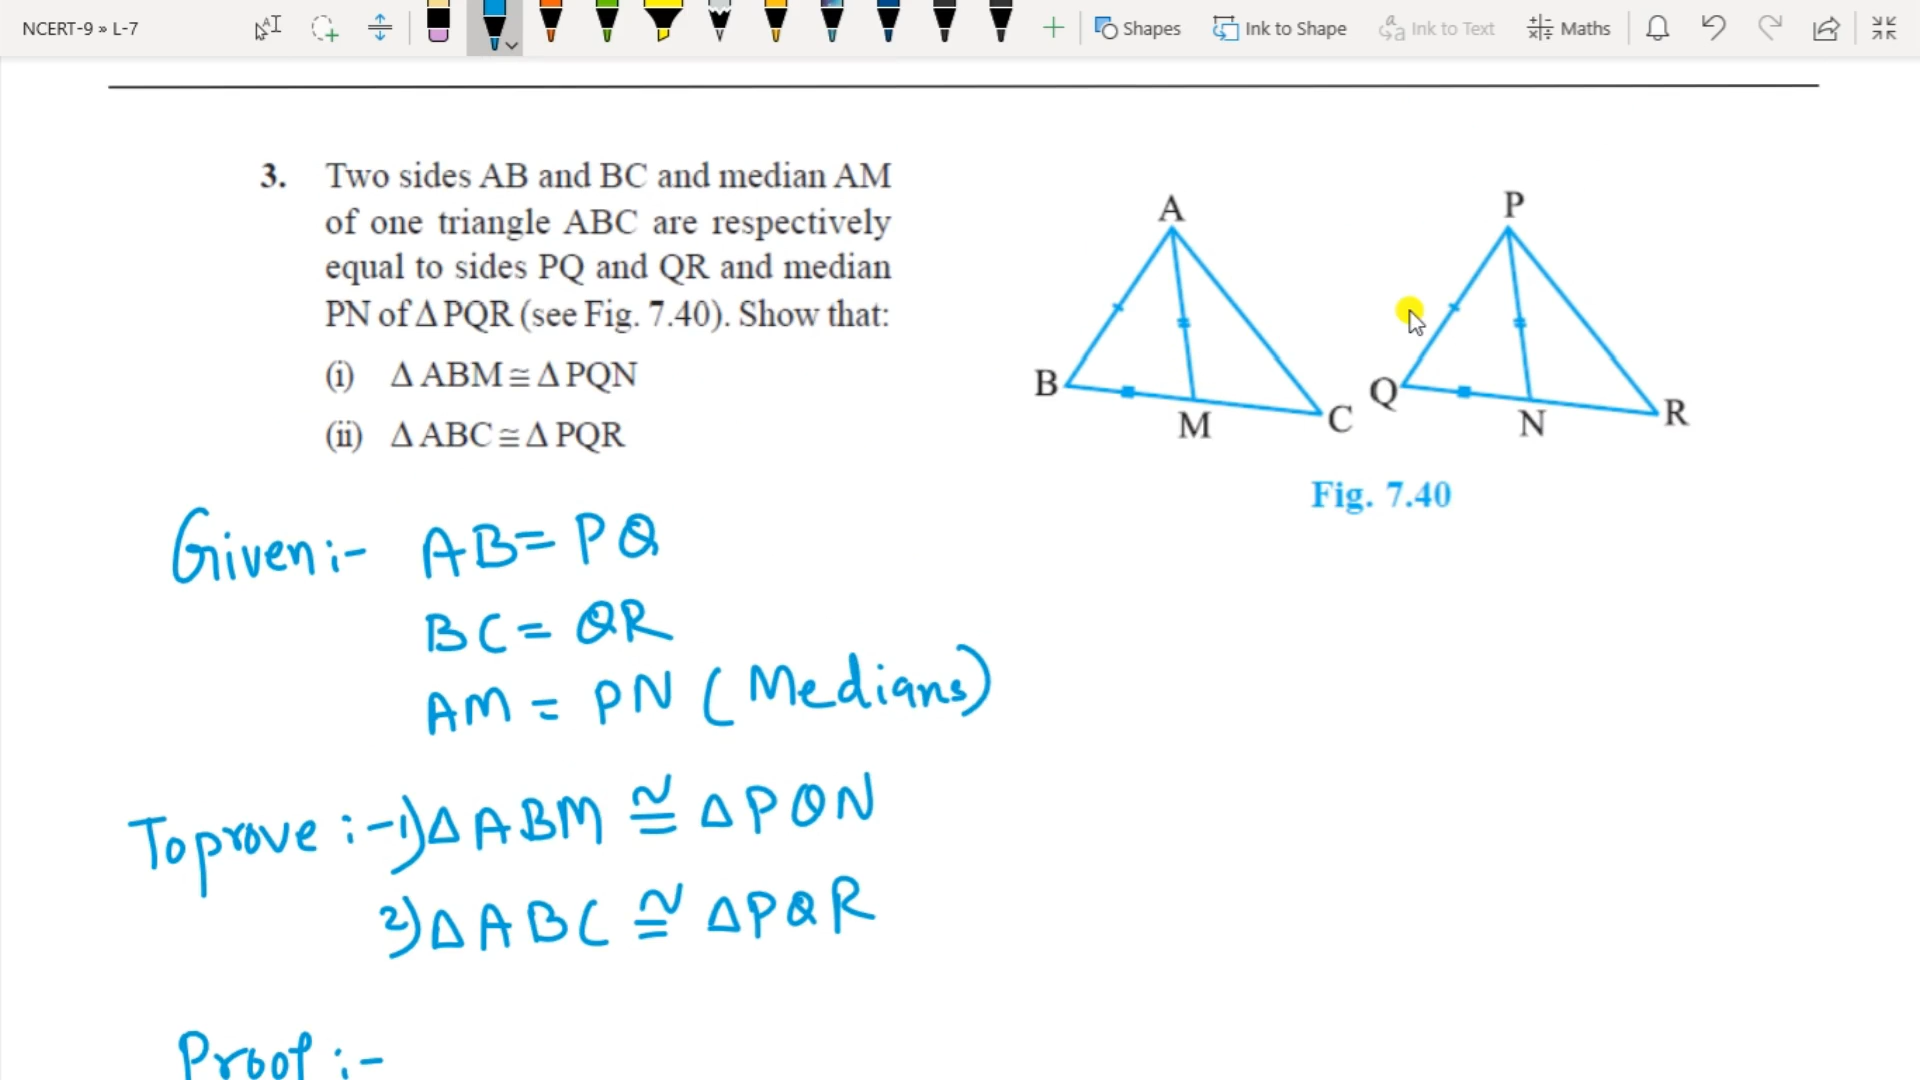 NCERT-9 » L-7
Shapes
Ink to Shape
Ink to Text
Maths
3. Two sides AB and BC and median AM
of one triangle ABC are respectively
equal to sides PQ and QR and median
PN of Δ PQR (see Fig. 7.40). Show that:
(i) Δ ABM ≅ Δ PQN
(ii) Δ ABC ≅ Δ PQR
A
B
M
C
P
Q
N
R
Fig. 7.40
Given :- AB = PQ
BC = QR
AM = PN (Medians)
To prove :- 1) Δ ABM ≅ Δ PQN
2) Δ ABC ≅ Δ PQR
Proof :-